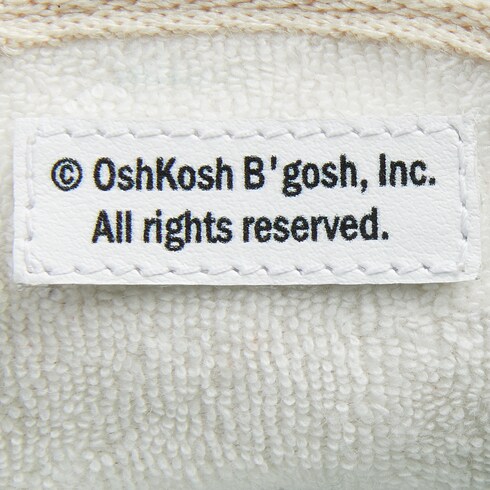 © OshKosh B'gosh, Inc.
All rights reserved.